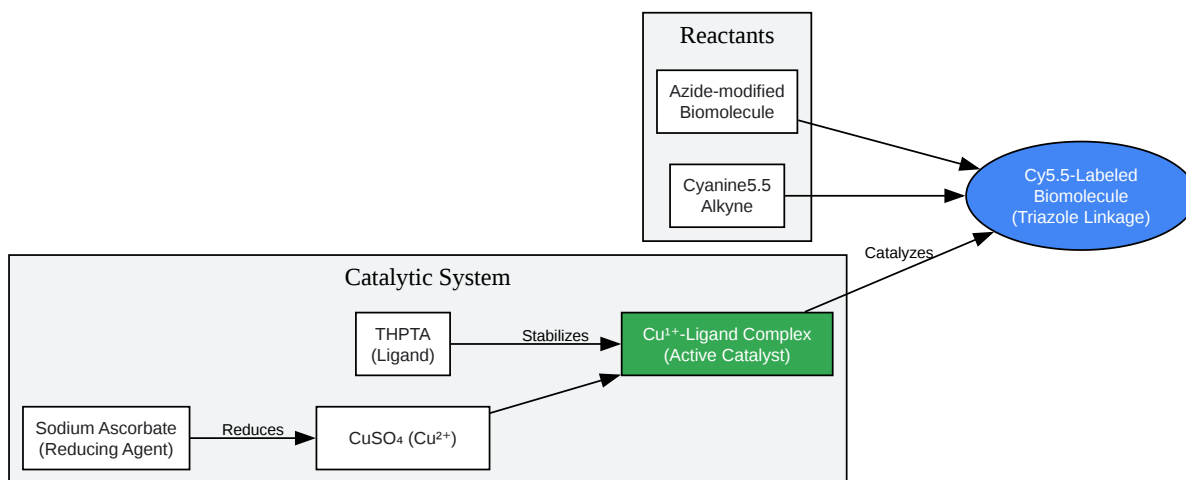 Reactants
Azide-modified
Biomolecule
Cyanine5.5
Alkyne
Cy5.5-Labeled
Biomolecule
(Triazole Linkage)
Catalyzes
Catalytic System
THPTA
(Ligand)
Stabilizes
Cu¹⁺-Ligand Complex
(Active Catalyst)
Sodium Ascorbate
(Reducing Agent)
Reduces
CuSO₄ (Cu²⁺)